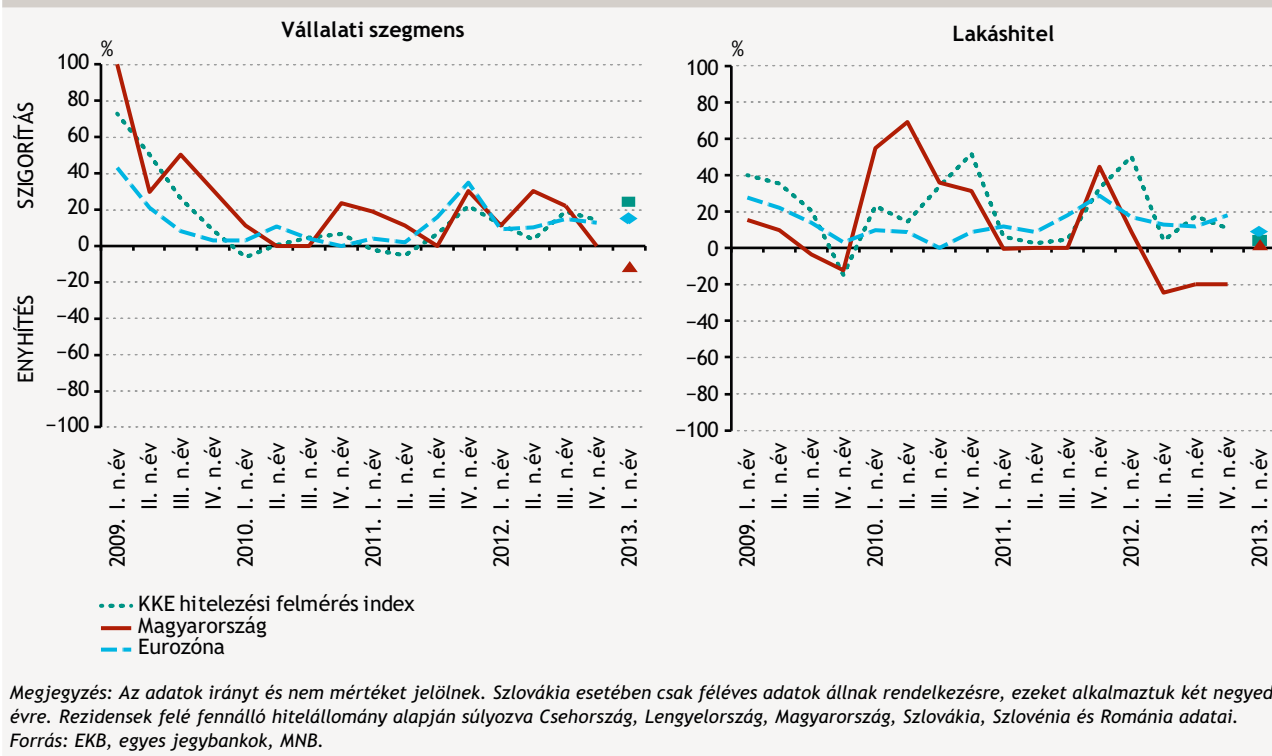 Vállalati szegmens
%
100
80
60
40
20
0
−20
−40
−60
−80
−100
SZIGORÍTÁS
ENYHÍTÉS
2009. I. n.év
II. n.év
III. n.év
IV. n.év
2010. I. n.év
II. n.év
III. n.év
IV. n.év
2011. I. n.év
II. n.év
III. n.év
IV. n.év
2012. I. n.év
II. n.év
III. n.év
IV. n.év
2013. I. n.év
Lakáshitel
%
100
80
60
40
20
0
−20
−40
−60
−80
−100
2009. I. n.év
II. n.év
III. n.év
IV. n.év
2010. I. n.év
II. n.év
III. n.év
IV. n.év
2011. I. n.év
II. n.év
III. n.év
IV. n.év
2012. I. n.év
II. n.év
III. n.év
IV. n.év
2013. I. n.év
KKE hitelezési felmérés index
Magyarország
Eurozóna
Megjegyzés: Az adatok irányt és nem mértéket jelölnek. Szlovákia esetében csak féléves adatok állnak rendelkezésre, ezeket alkalmaztuk két negyed
évre. Rezidensek felé fennálló hitelállomány alapján súlyozva Csehország, Lengyelország, Magyarország, Szlovákia, Szlovénia és Románia adatai.
Forrás: EKB, egyes jegybankok, MNB.